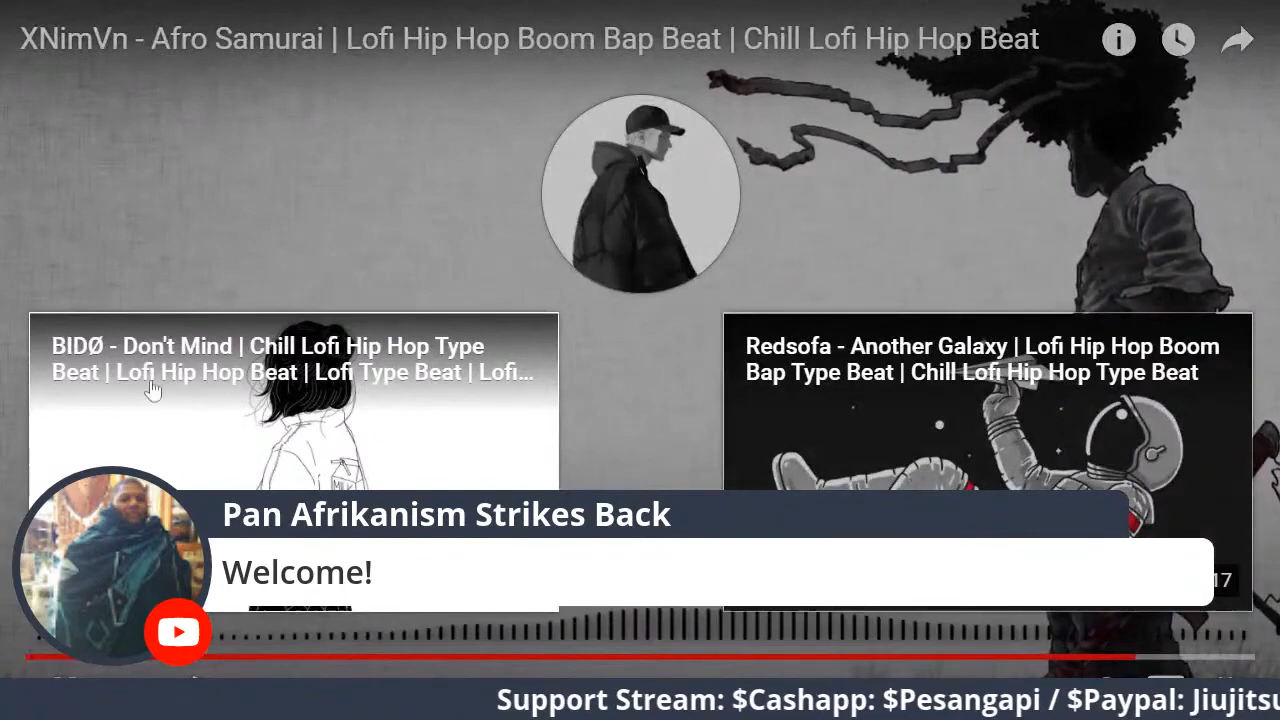 XNimVn - Afro Samurai | Lofi Hip Hop Boom Bap Beat | Chill Lofi Hip Hop Beat
BIDØ - Don't Mind | Chill Lofi Hip Hop Type
Beat | Lofi Hip Hop Beat | Lofi Type Beat | Lofi...
Redsofa - Another Galaxy | Lofi Hip Hop Boom
Bap Type Beat | Chill Lofi Hip Hop Type Beat
MILK
Pan Afrikanism Strikes Back
Welcome!
17
Support Stream: $Cashapp: $Pesangapi / $Paypal: Jiujitsu